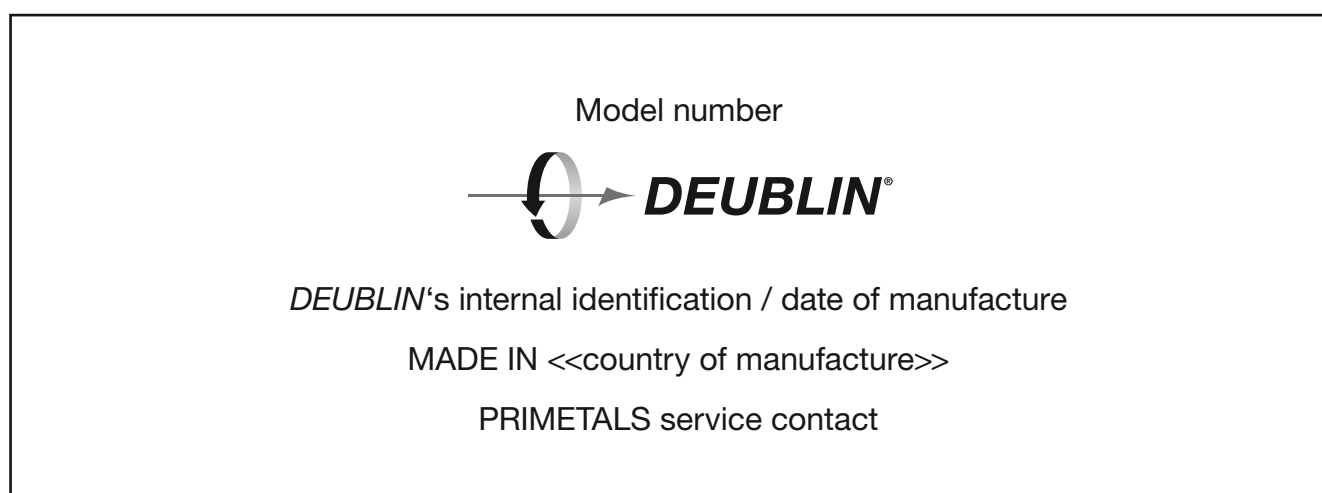 Model number
DEUBLIN®
DEUBLIN‘s internal identification / date of manufacture
MADE IN <<country of manufacture>>
PRIMETALS service contact